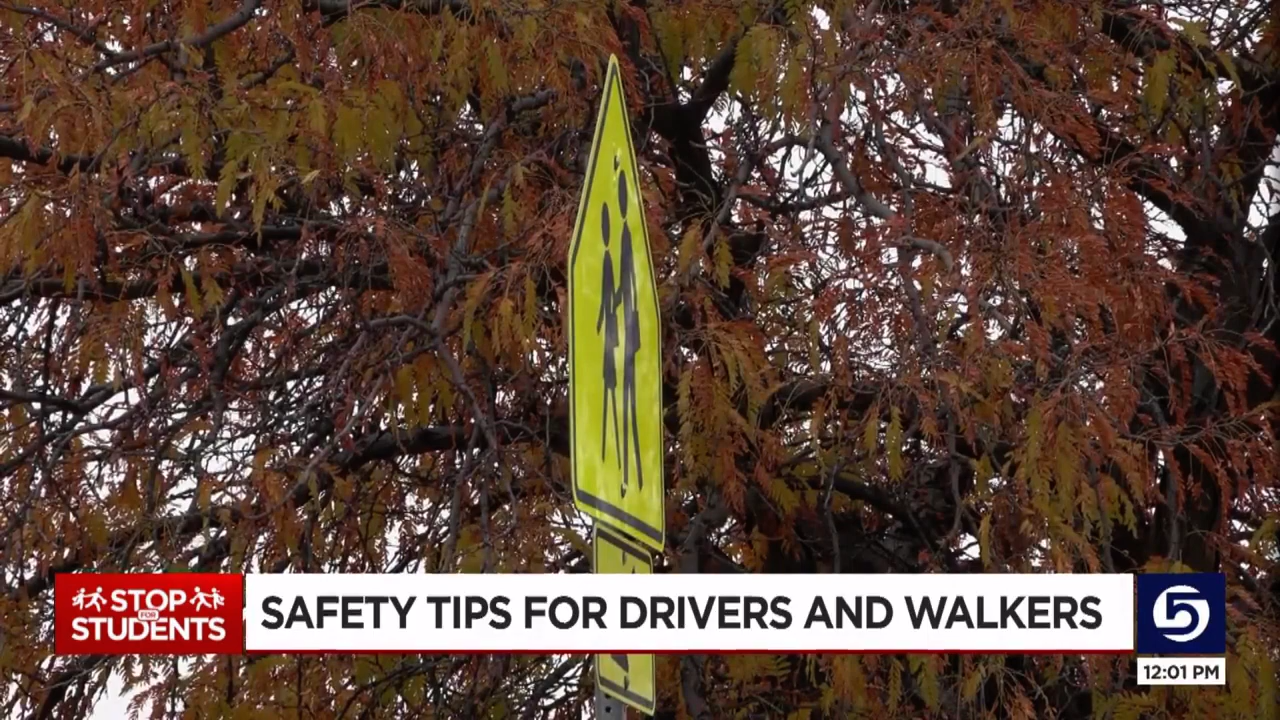 STOP
FOR
STUDENTS
SAFETY TIPS FOR DRIVERS AND WALKERS
5
12:01 PM